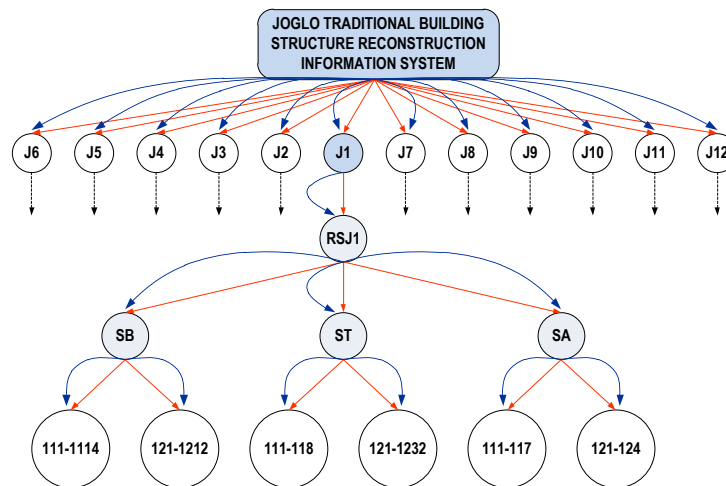 JOGLO TRADITIONAL BUILDING
STRUCTURE RECONSTRUCTION
INFORMATION SYSTEM
J6 J5 J4 J3 J2 J1 J7 J8 J9 J10 J11 J12
RSJ1
SB ST SA
111-1114 121-1212 111-118 121-1232 111-117 121-124